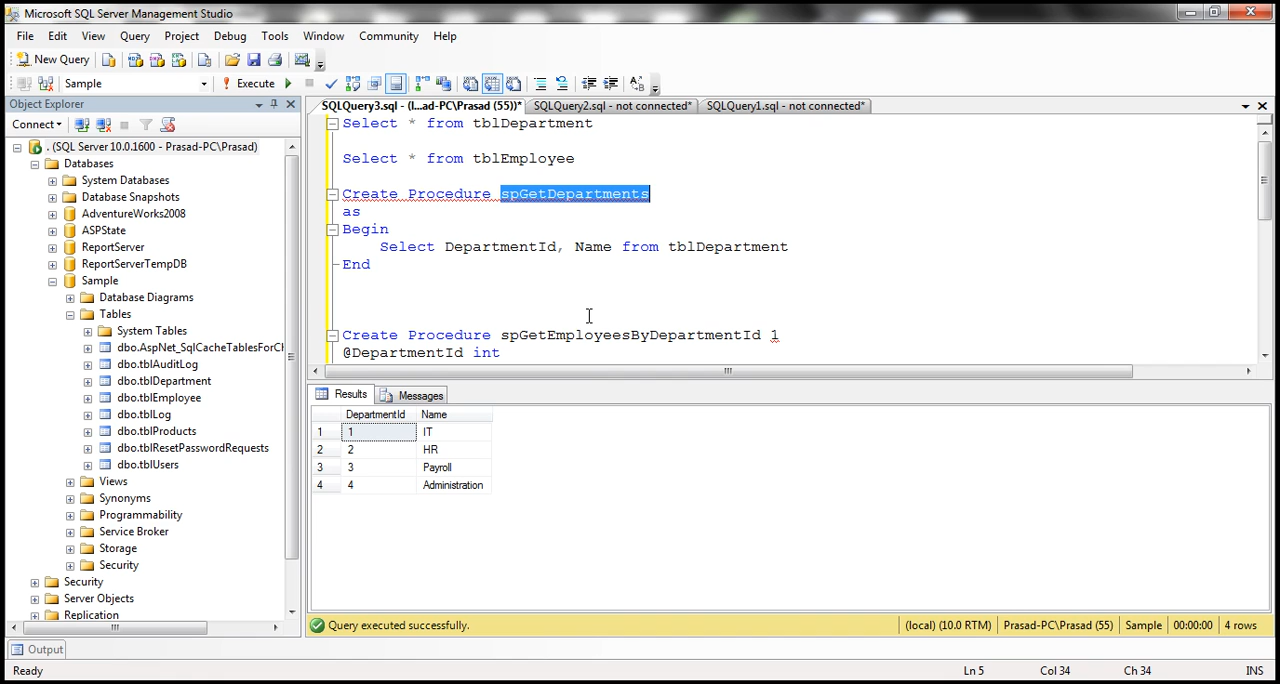 Microsoft SQL Server Management Studio
File Edit View Query Project Debug Tools Window Community Help
New Query
Sample Execute
Object Explorer
SQLQuery3.sql - (l...ad-PC\Prasad (55))* SQLQuery2.sql - not connected* SQLQuery1.sql - not connected*
Connect
. (SQL Server 10.0.1600 - Prasad-PC\Prasad)
Databases
System Databases
Database Snapshots
AdventureWorks2008
ASPState
ReportServer
ReportServerTempDB
Sample
Database Diagrams
Tables
System Tables
dbo.AspNet_SqlCacheTablesForCh
dbo.tblAuditLog
dbo.tblDepartment
dbo.tblEmployee
dbo.tblLog
dbo.tblProducts
dbo.tblResetPasswordRequests
dbo.tblUsers
Views
Synonyms
Programmability
Service Broker
Storage
Security
Security
Server Objects
Replication
Select * from tblDepartment
Select * from tblEmployee
Create Procedure spGetDepartments
as
Begin
Select DepartmentId, Name from tblDepartment
End
Create Procedure spGetEmployeesByDepartmentId 1
@DepartmentId int
Results Messages
DepartmentId Name
1 1 IT
2 2 HR
3 3 Payroll
4 4 Administration
Query executed successfully. (local) (10.0 RTM) Prasad-PC\Prasad (55) Sample 00:00:00 4 rows
Output
Ready Ln 5 Col 34 Ch 34 INS